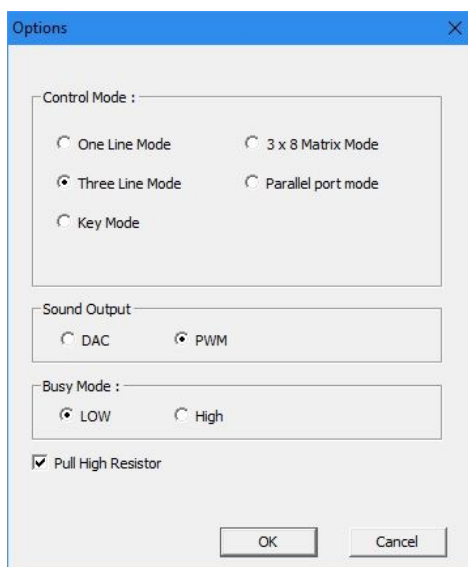 Options
Control Mode :
One Line Mode
3 x 8 Matrix Mode
Three Line Mode
Parallel port mode
Key Mode
Sound Output
DAC
PWM
Busy Mode :
LOW
High
Pull High Resistor
OK
Cancel